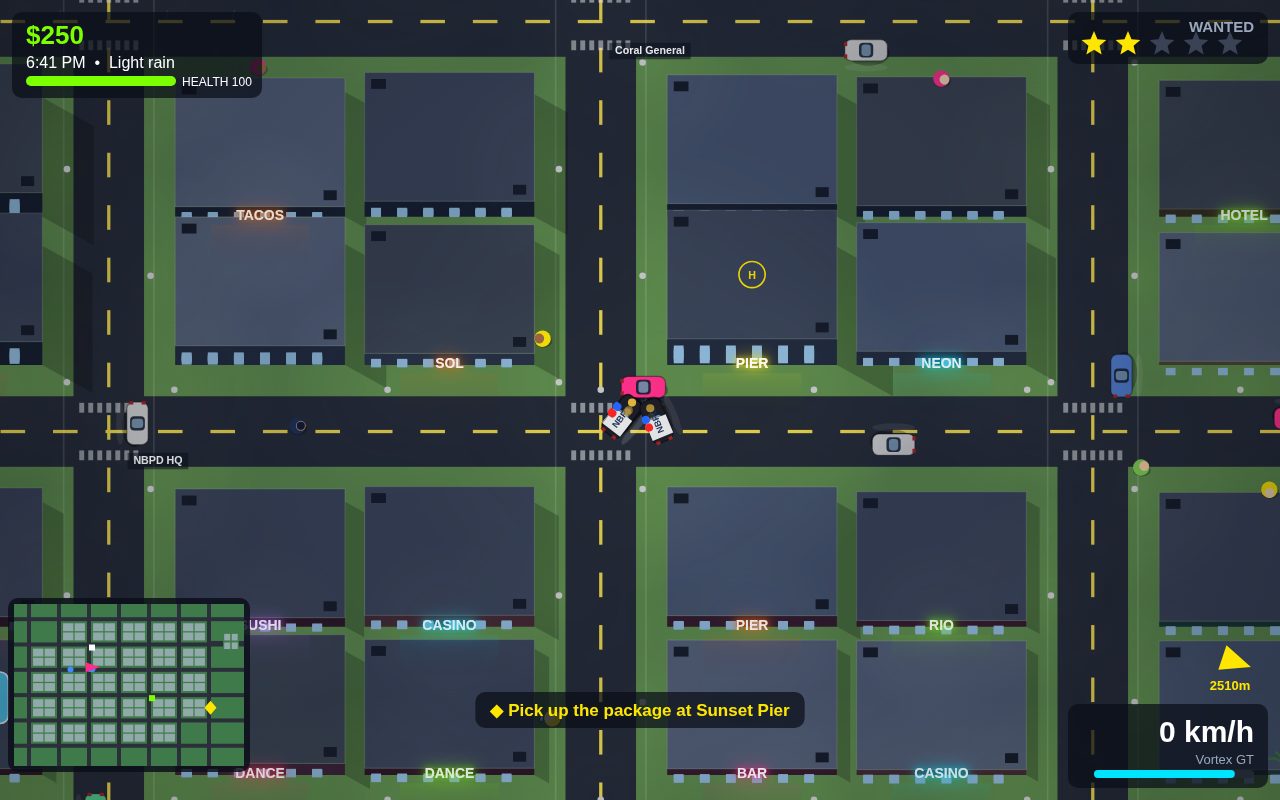 $250
6:41 PM • Light rain
HEALTH 100
Coral General
WANTED
TACOS
HOTEL
H
SOL
PIER
NEON
NBPD HQ
USHI
CASINO
PIER
RIO
2510m
◆ Pick up the package at Sunset Pier
0 km/h
Vortex GT
DANCE
DANCE
BAR
CASINO